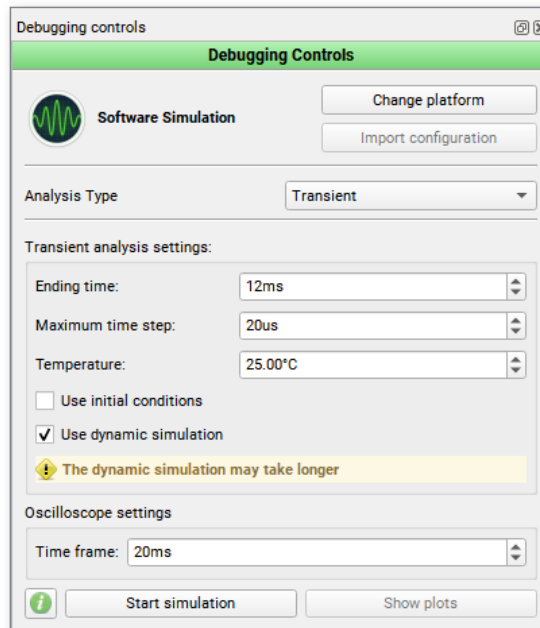 Debugging controls
Debugging Controls
Software Simulation
Change platform
Import configuration
Analysis Type
Transient
Transient analysis settings:
Ending time:
12ms
Maximum time step:
20us
Temperature:
25.00°C
Use initial conditions
Use dynamic simulation
The dynamic simulation may take longer
Oscilloscope settings
Time frame:
20ms
Start simulation
Show plots